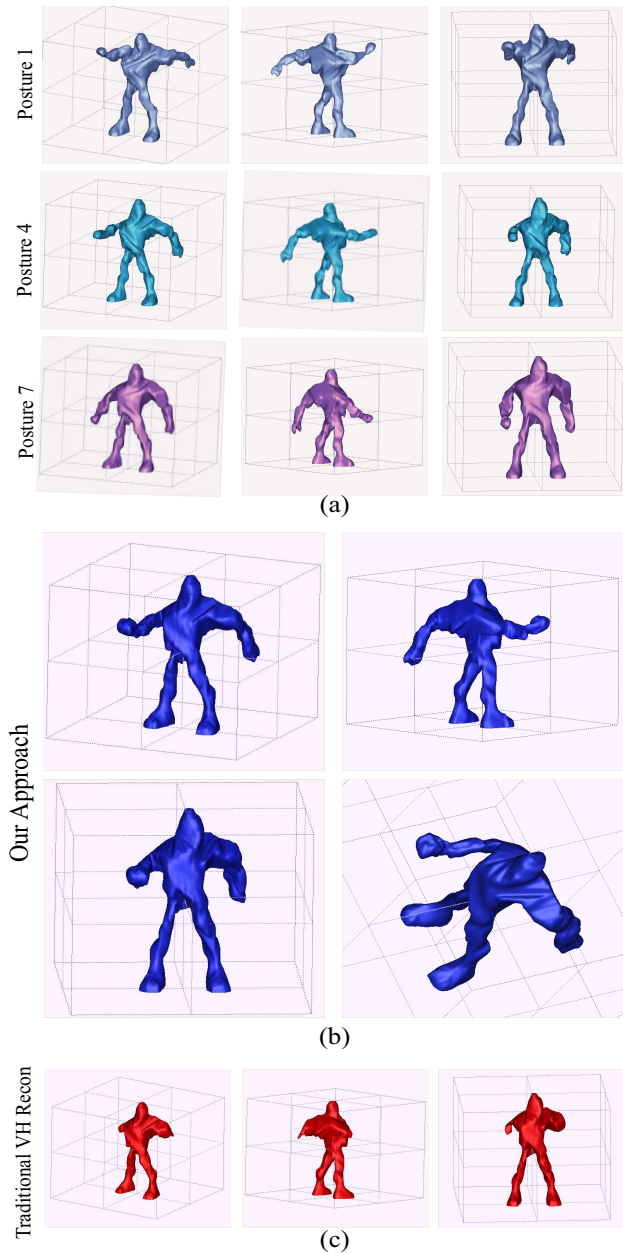 Posture 1
Posture 4
Posture 7
(a)
Our Approach
(b)
Traditional VH Recon
(c)